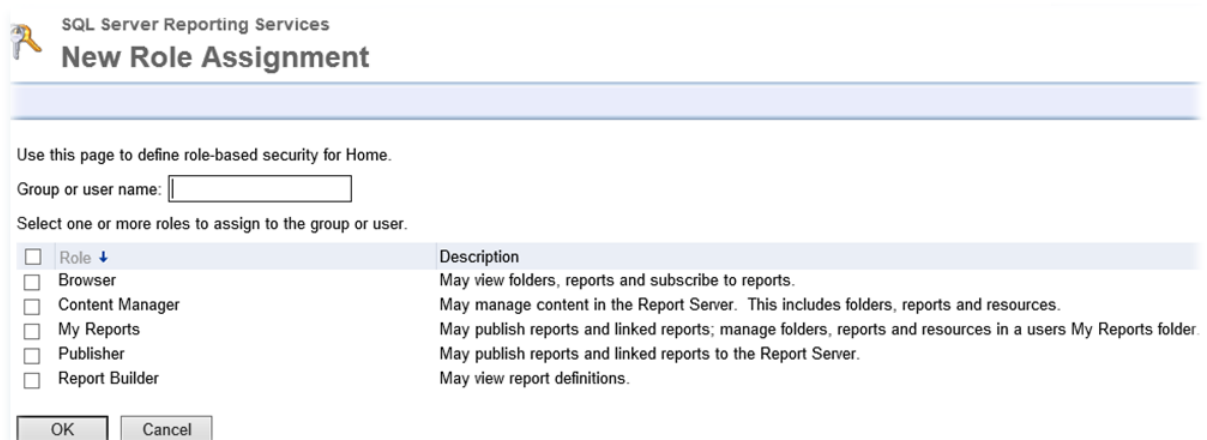 SQL Server Reporting Services
New Role Assignment
Use this page to define role-based security for Home.
Group or user name:
Select one or more roles to assign to the group or user.
Role ↓ Description
Browser May view folders, reports and subscribe to reports.
Content Manager May manage content in the Report Server. This includes folders, reports and resources.
My Reports May publish reports and linked reports; manage folders, reports and resources in a users My Reports folder.
Publisher May publish reports and linked reports to the Report Server.
Report Builder May view report definitions.
OK Cancel